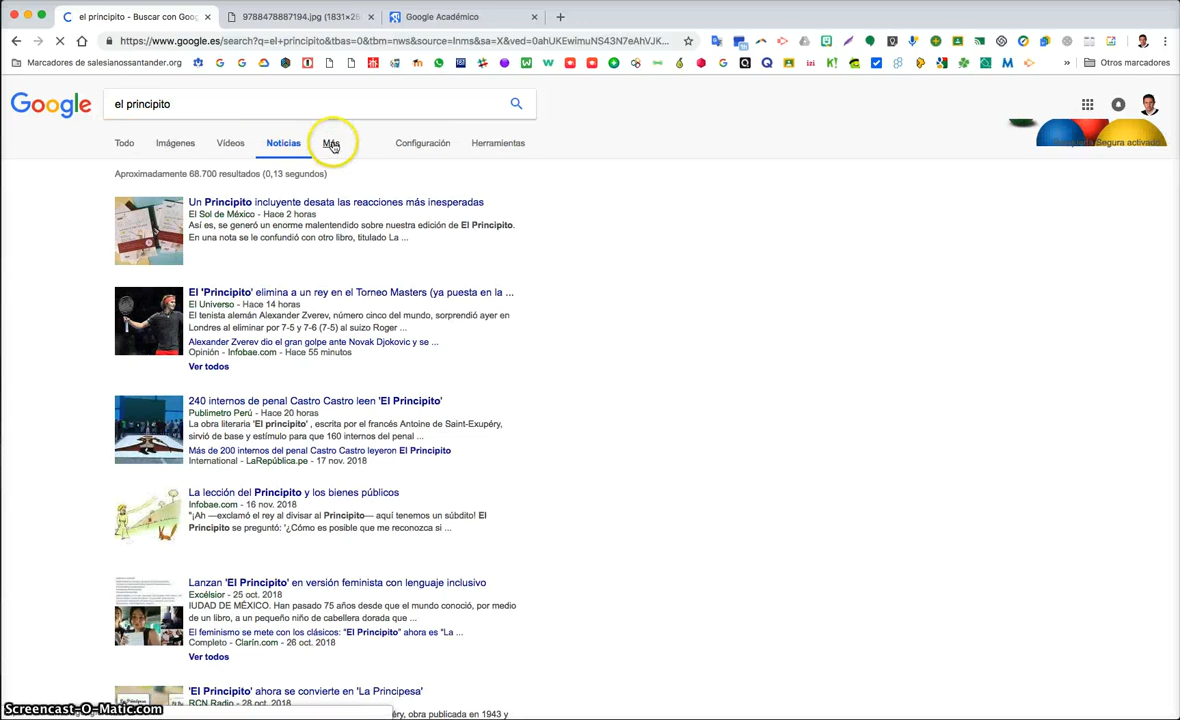 el principito - Buscar con Goog
9788478887194.jpg (1831×26
Google Académico
https://www.google.es/search?q=el+principito&tbas=0&tbm=nws&source=lnms&sa=X&ved=0ahUKEwimuNS43N7eAhVJK...
Marcadores de salesianossantander.org
Otros marcadores
Google
el principito
Todo
Imágenes
Vídeos
Noticias
Más
Configuración
Herramientas
Segura activado
Aproximadamente 68.700 resultados (0,13 segundos)
Un Principito incluyente desata las reacciones más inesperadas
El Sol de México - Hace 2 horas
Así es, se generó un enorme malentendido sobre nuestra edición de El Principito.
En una nota se le confundió con otro libro, titulado La ...
El 'Principito' elimina a un rey en el Torneo Masters (ya puesta en la ...
El Universo - Hace 14 horas
El tenista alemán Alexander Zverev, número cinco del mundo, sorprendió ayer en
Londres al eliminar por 7-5 y 7-6 (7-5) al suizo Roger ...
Alexander Zverev dio el gran golpe ante Novak Djokovic y se ...
Opinión - Infobae.com - Hace 55 minutos
Ver todos
240 internos de penal Castro Castro leen 'El Principito'
Publimetro Perú - Hace 20 horas
La obra literaria 'El principito' , escrita por el francés Antoine de Saint-Exupéry,
sirvió de base y estímulo para que 160 internos del penal ...
Más de 200 internos del penal Castro Castro leyeron El Principito
International - LaRepública.pe - 17 nov. 2018
La lección del Principito y los bienes públicos
Infobae.com - 16 nov. 2018
"¡Ah —exclamó el rey al divisar al Principito— aquí tenemos un súbdito! El
Principito se preguntó: '¿Cómo es posible que me reconozca si ...
Lanzan 'El Principito' en versión feminista con lenguaje inclusivo
Excélsior - 25 oct. 2018
IUDAD DE MÉXICO. Han pasado 75 años desde que el mundo conoció, por medio
de un libro, a un pequeño niño de cabellera dorada que ...
El feminismo se mete con los clásicos: "El Principito" ahora es "La ...
Completo - Clarín.com - 26 oct. 2018
Ver todos
'El Principito' ahora se convierte en 'La Principesa'
RCN Radio - 28 oct. 2018
éry, obra publicada en 1943 y
Screencast-O-Matic.com